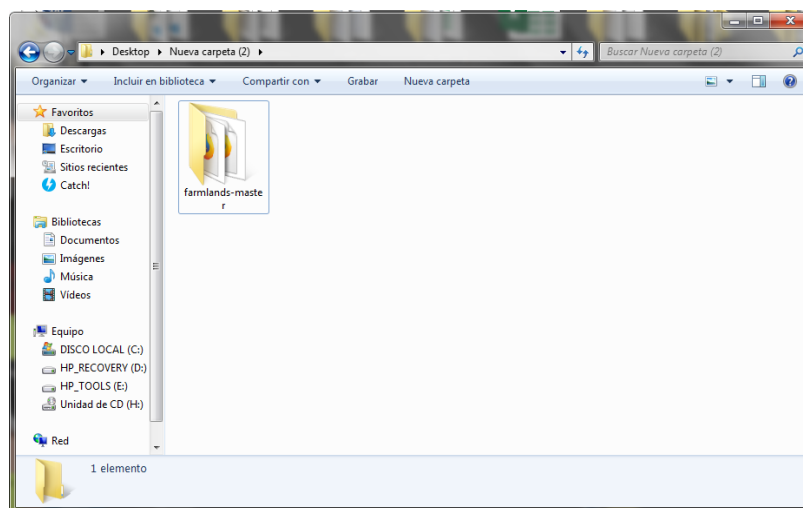 Desktop Nueva carpeta (2)
Buscar Nueva carpeta (2)
Organizar Incluir en biblioteca Compartir con Grabar Nueva carpeta
Favoritos
Descargas
Escritorio
Sitios recientes
Catch!
Bibliotecas
Documentos
Imágenes
Música
Vídeos
Equipo
DISCO LOCAL (C:)
HP_RECOVERY (D:)
HP_TOOLS (E:)
Unidad de CD (H:)
Red
farmlands-maste
r
1 elemento